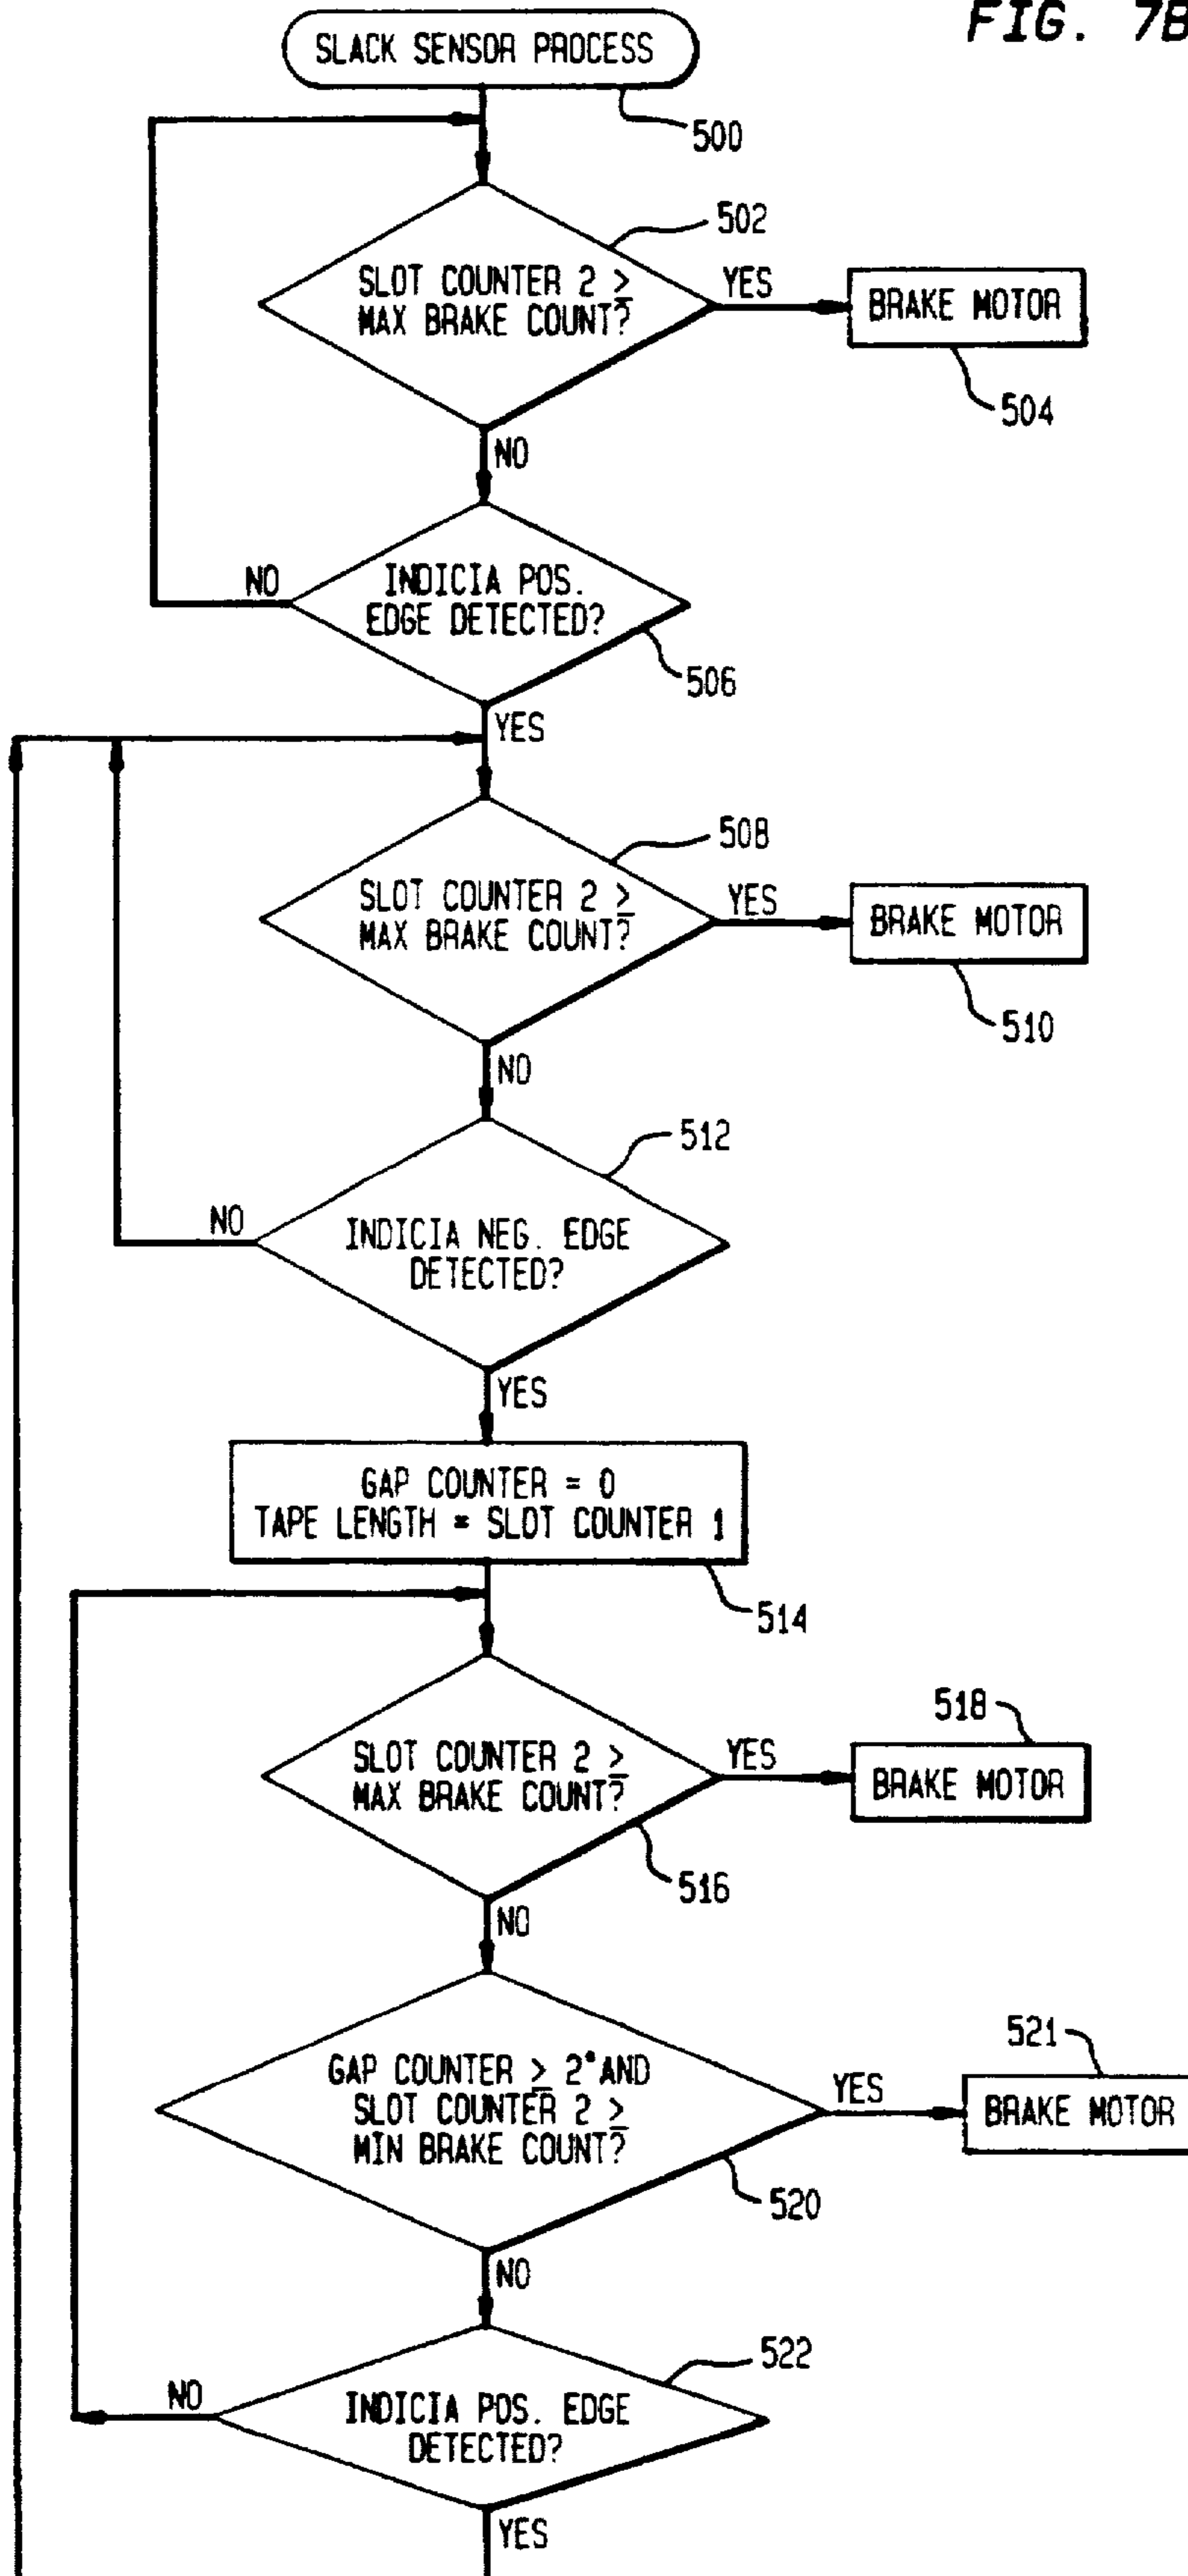 FIG. 7B
SLACK SENSOR PROCESS
500
502
SLOT COUNTER 2 ≥
MAX BRAKE COUNT?
YES
BRAKE MOTOR
504
NO
INDICIA POS.
EDGE DETECTED?
NO
506
YES
508
SLOT COUNTER 2 ≥
MAX BRAKE COUNT?
YES
BRAKE MOTOR
510
NO
512
INDICIA NEG. EDGE
DETECTED?
NO
YES
GAP COUNTER = 0
TAPE LENGTH = SLOT COUNTER 1
514
518
SLOT COUNTER 2 ≥
MAX BRAKE COUNT?
YES
BRAKE MOTOR
516
NO
521
GAP COUNTER ≥ 2" AND
SLOT COUNTER 2 ≥
MIN BRAKE COUNT?
YES
BRAKE MOTOR
520
NO
522
INDICIA POS. EDGE
DETECTED?
NO
YES